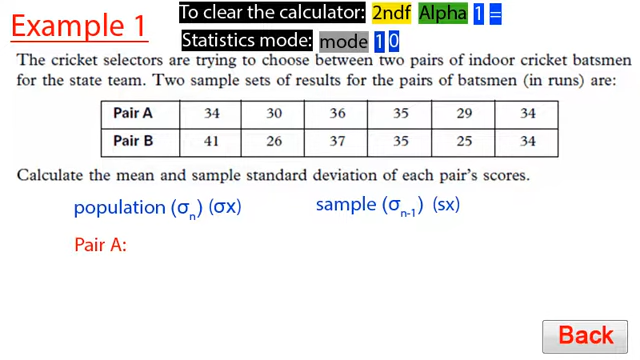 Example 1
To clear the calculator: 2ndf Alpha 1 =
Statistics mode: mode 1 0
The cricket selectors are trying to choose between two pairs of indoor cricket batsmen
for the state team. Two sample sets of results for the pairs of batsmen (in runs) are:
Pair A 34 30 36 35 29 34
Pair B 41 26 37 35 25 34
Calculate the mean and sample standard deviation of each pair's scores.
population (σn) (σx) sample (σn-1) (sx)
Pair A:
Back